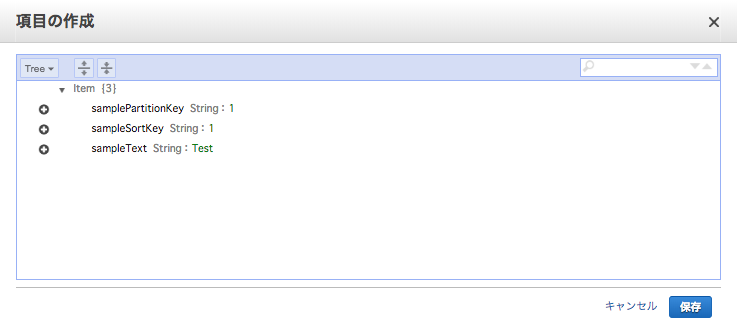 項目の作成
Tree
Item {3}
samplePartitionKey String : 1
sampleSortKey String : 1
sampleText String : Test
キャンセル 保存